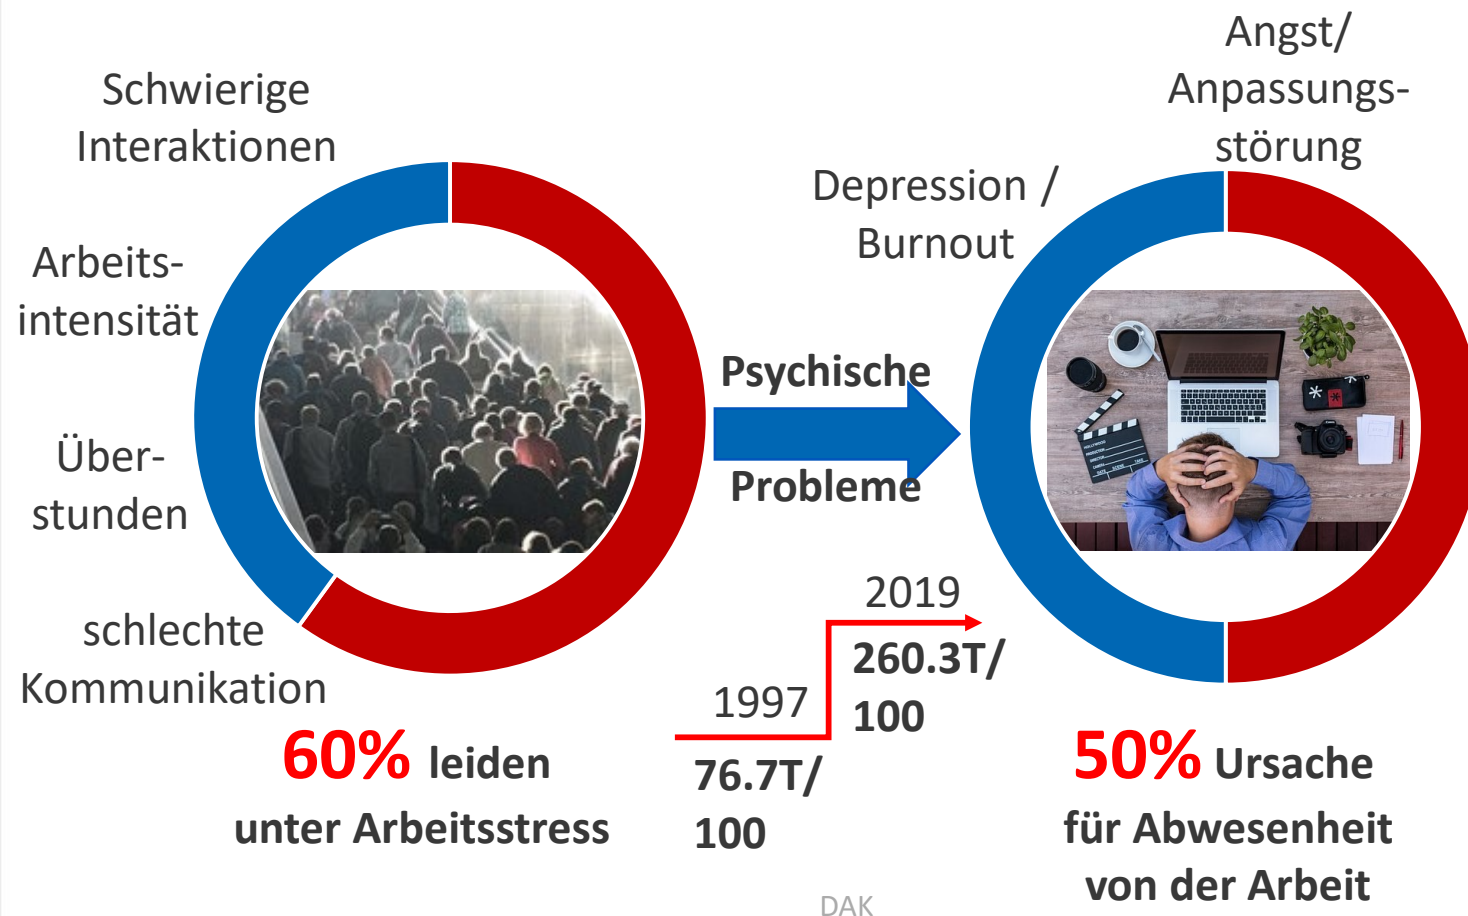 Schwierige
Interaktionen
Arbeits-
intensität
Über-
stunden
schlechte
Kommunikation
60% leiden
unter Arbeitsstress
Psychische
Probleme
1997
76.7T/
100
2019
260.3T/
100
Depression /
Burnout
Angst/
Anpassungs-
störung
50% Ursache
für Abwesenheit
von der Arbeit
DAK